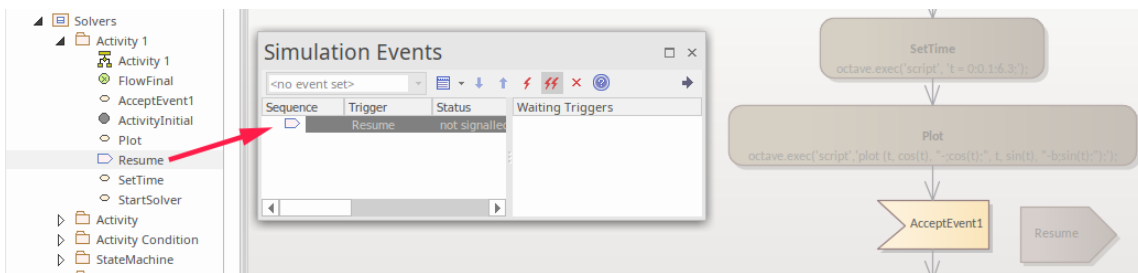 Solvers
Activity 1
Activity 1
FlowFinal
AcceptEvent1
ActivityInitial
Plot
Resume
SetTime
StartSolver
Activity
Activity Condition
StateMachine
Simulation Events
<no event set>
Sequence Trigger Status Waiting Triggers
Resume not signalled
SetTime
octave.exec('script', 't = 0:0.1:6.3;');
Plot
octave.exec('script','plot (t, cos(t), "-;cos(t);", t, sin(t), "-b;sin(t);");');
AcceptEvent1
Resume